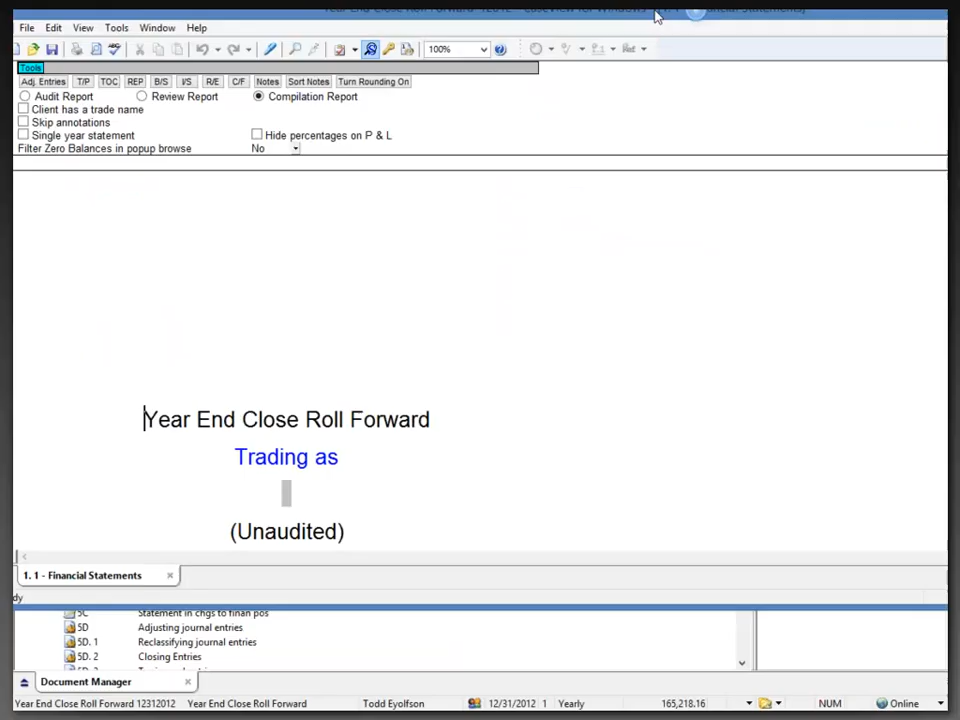 File Edit View Tools Window Help
100%
Tools
Adj. Entries T/P TOC REP B/S I/S R/E C/F Notes Sort Notes Turn Rounding On
Audit Report Review Report Compilation Report
Client has a trade name
Skip annotations
Single year statement Hide percentages on P & L
Filter Zero Balances in popup browse No
Year End Close Roll Forward
Trading as
(Unaudited)
1. 1 - Financial Statements
dy
5C Statement in chgs to finan pos
5D Adjusting journal entries
5D. 1 Reclassifying journal entries
5D. 2 Closing Entries
Document Manager
Year End Close Roll Forward 12312012 Year End Close Roll Forward Todd Eyolfson 12/31/2012 1 Yearly 165,218.16 NUM Online